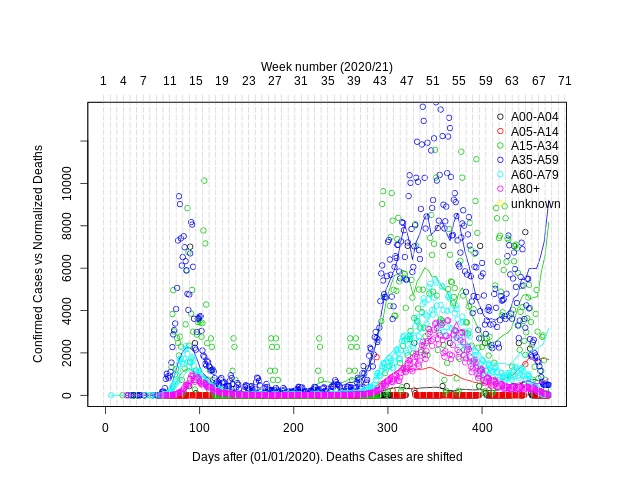 Week number (2020/21)
1 4 7 11 15 19 23 27 31 35 39 43 47 51 55 59 63 67 71
Confirmed Cases vs Normalized Deaths
0 2000 4000 6000 8000 10000
A00-A04
A05-A14
A15-A34
A35-A59
A60-A79
A80+
unknown
0 100 200 300 400
Days after (01/01/2020). Deaths Cases are shifted